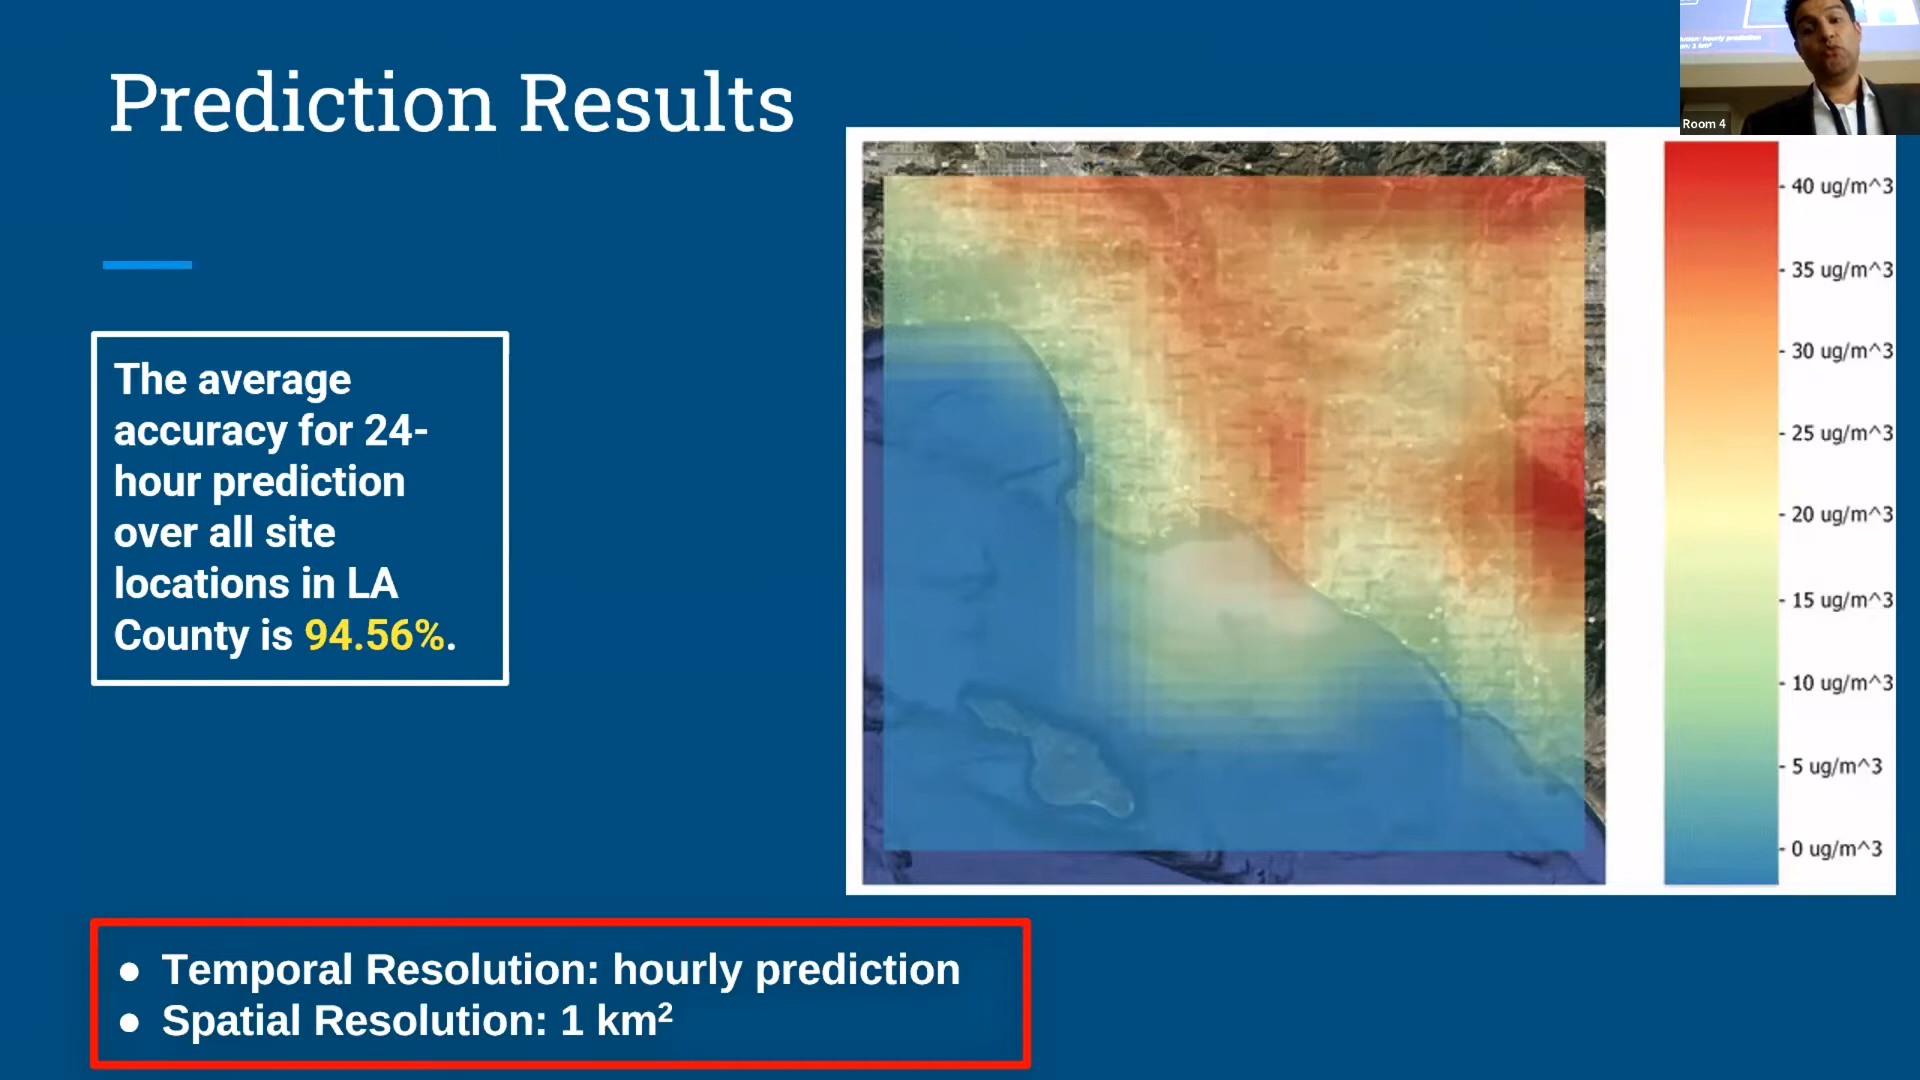 Prediction Results
The average
accuracy for 24-
hour prediction
over all site
locations in LA
County is 94.56%.
40 ug/m^3
35 ug/m^3
30 ug/m^3
25 ug/m^3
20 ug/m^3
15 ug/m^3
10 ug/m^3
5 ug/m^3
0 ug/m^3
● Temporal Resolution: hourly prediction
● Spatial Resolution: 1 km²
hourly prediction
Room 4